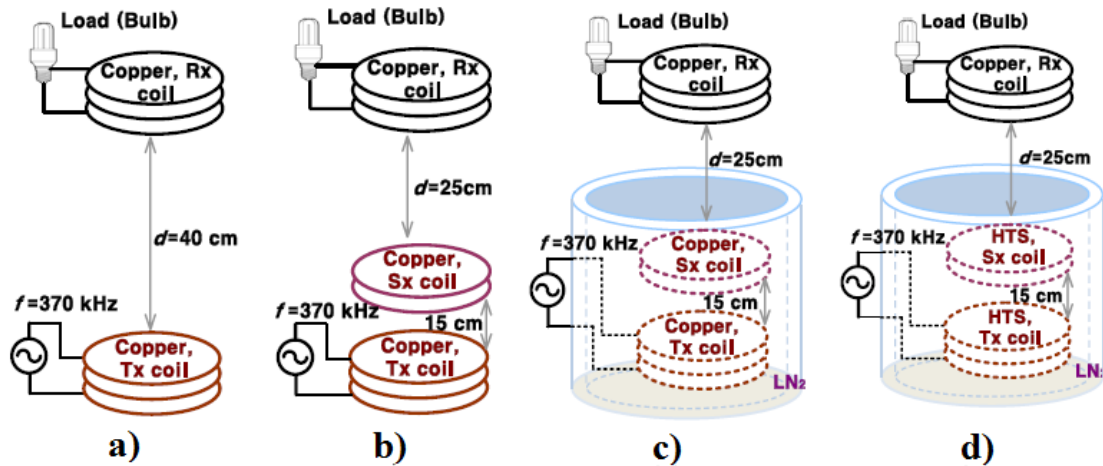 Load (Bulb)
Copper, Rx
coil
d=40 cm
f=370 kHz
Copper,
Tx coil
a)
Load (Bulb)
Copper, Rx
coil
d=25cm
Copper,
Sx coil
f=370 kHz
15 cm
Copper,
Tx coil
b)
Load (Bulb)
Copper, Rx
coil
d=25cm
f=370 kHz
Copper,
Sx coil
15 cm
Copper,
Tx coil
LN₂
c)
Load (Bulb)
Copper, Rx
coil
d=25cm
f=370 kHz
HTS,
Sx coil
15 cm
HTS,
Tx coil
LN
d)